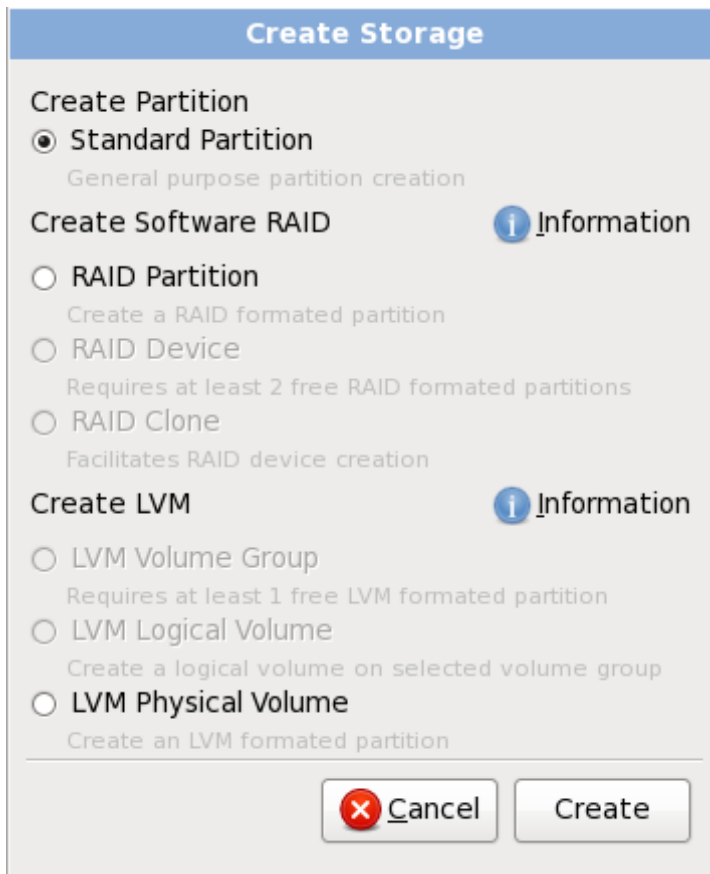 Create Storage
Create Partition
Standard Partition
General purpose partition creation
Create Software RAID
Information
RAID Partition
Create a RAID formated partition
RAID Device
Requires at least 2 free RAID formated partitions
RAID Clone
Facilitates RAID device creation
Create LVM
Information
LVM Volume Group
Requires at least 1 free LVM formated partition
LVM Logical Volume
Create a logical volume on selected volume group
LVM Physical Volume
Create an LVM formated partition
Cancel
Create